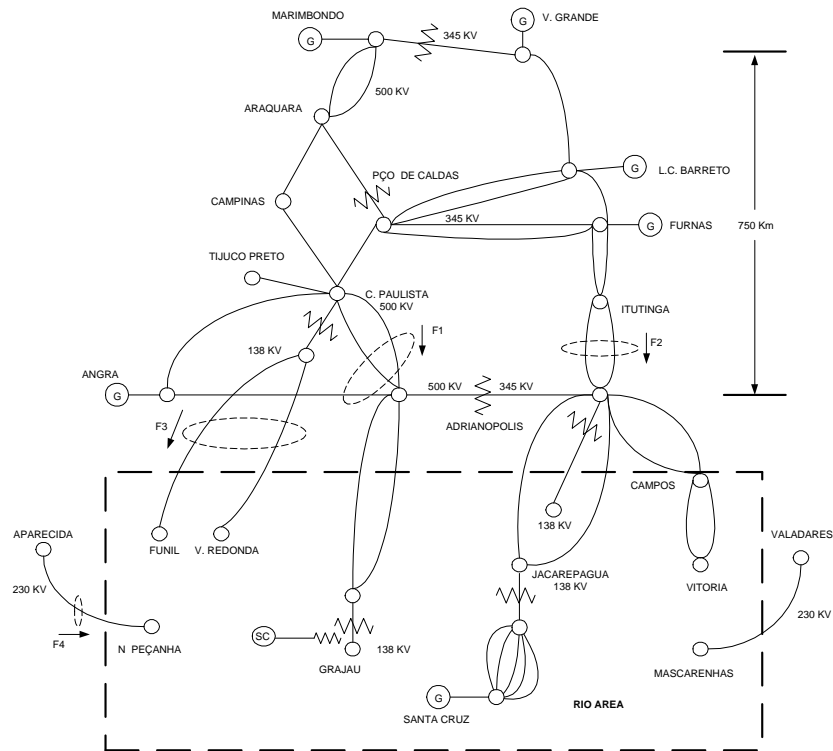 MARIMBONDO
V. GRANDE
G
G
345 KV
500 KV
ARAQUARA
PÇO DE CALDAS
L.C. BARRETO
G
CAMPINAS
345 KV
G
FURNAS
750 Km
TIJUCO PRETO
C. PAULISTA
500 KV
ITUTINGA
F1
F2
138 KV
ANGRA
G
500 KV
345 KV
ADRIANOPOLIS
F3
CAMPOS
138 KV
APARECIDA
FUNIL
V. REDONDA
VALADARES
JACAREPAGUA
138 KV
VITORIA
230 KV
230 KV
F4
N PEÇANHA
SC
138 KV
GRAJAU
MASCARENHAS
G
SANTA CRUZ
RIO AREA